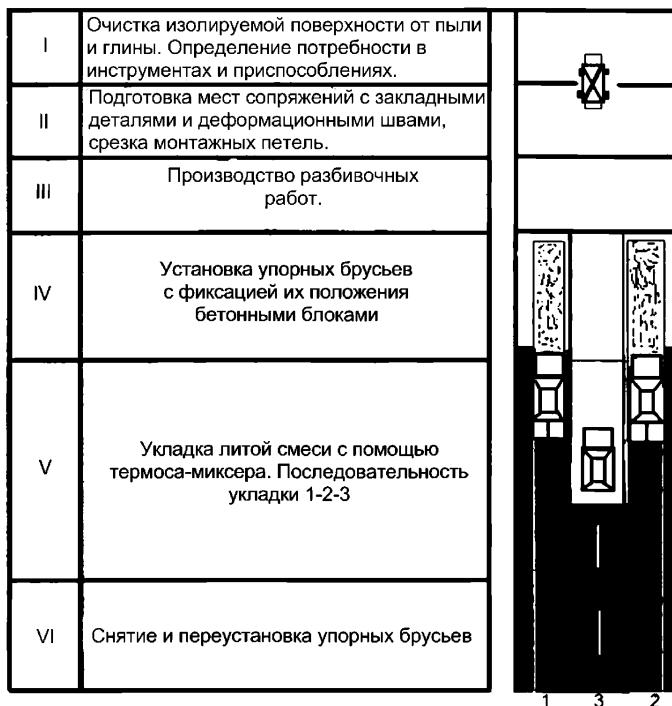 I
Очистка изолируемой поверхности от пыли
и глины. Определение потребности в
инструментах и приспособлениях.
II
Подготовка мест сопряжений с закладными
деталями и деформационными швами,
срезка монтажных петель.
III
Производство разбивочных
работ.
IV
Установка упорных брусьев
с фиксацией их положения
бетонными блоками
V
Укладка литой смеси с помощью
термоса-миксера. Последовательность
укладки 1-2-3
VI
Снятие и переустановка упорных брусьев
1 3 2